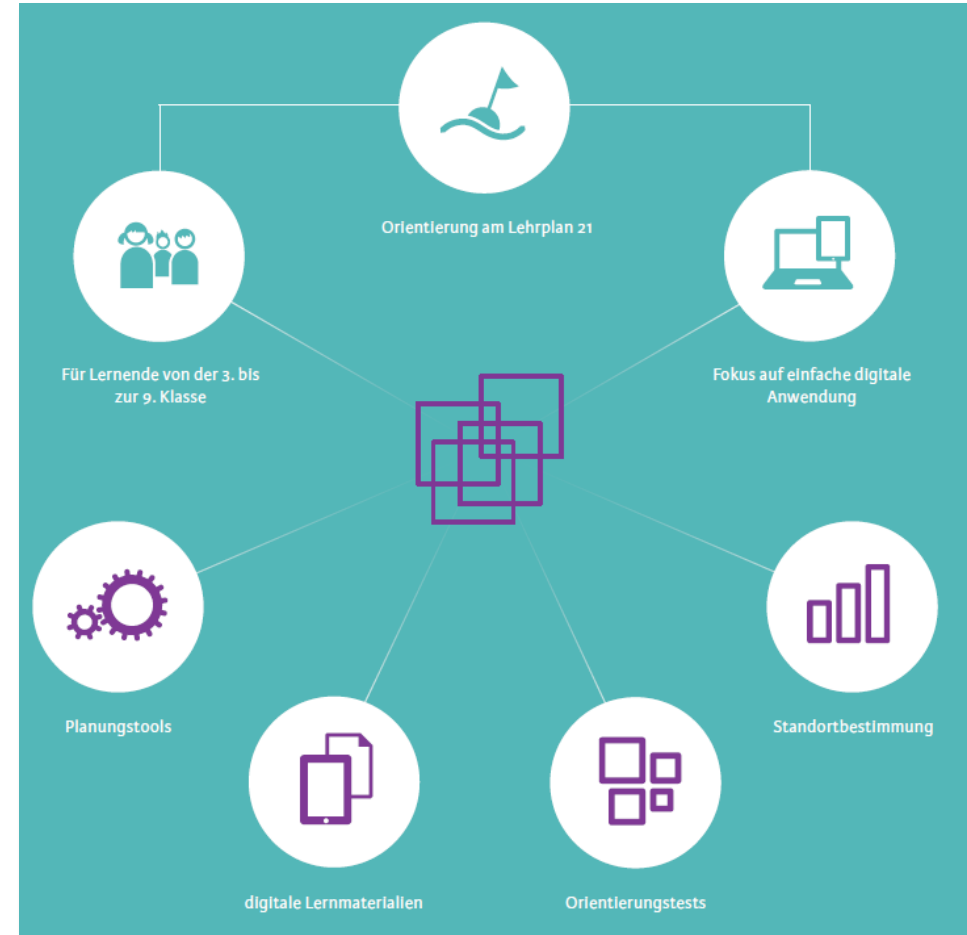 Orientierung am Lehrplan 21
Für Lernende von der 3. bis
zur 9. Klasse
Fokus auf einfache digitale
Anwendung
Planungstools
Standortbestimmung
digitale Lernmaterialien
Orientierungstests